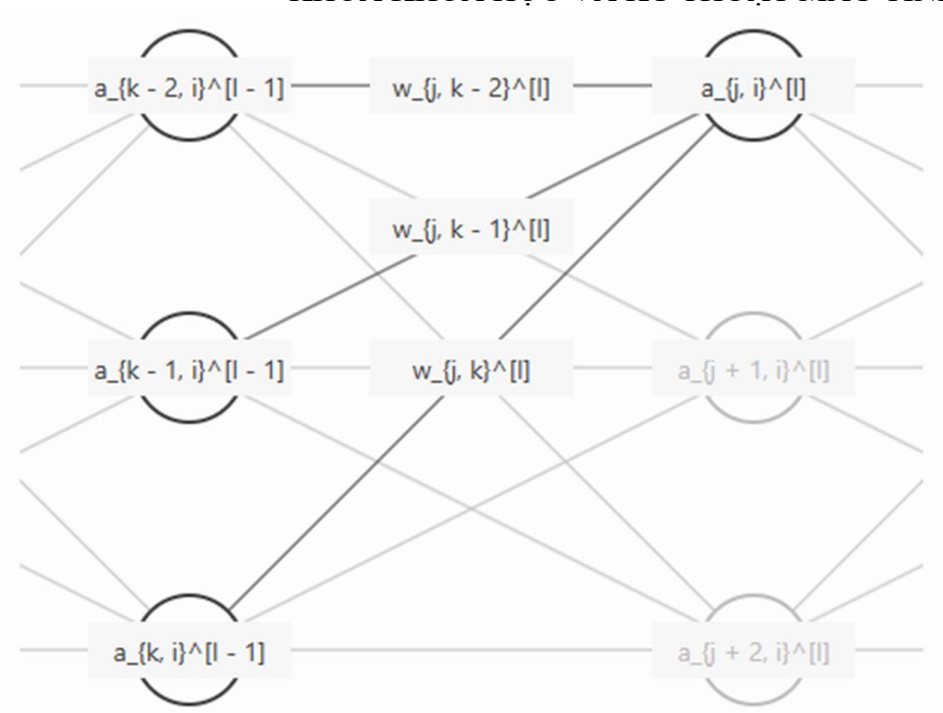 a_{k - 2, i}^[l - 1] w_{j, k - 2}^[l] a_{j, i}^[l]
w_{j, k - 1}^[l]
a_{k - 1, i}^[l - 1] w_{j, k}^[l] a_{j + 1, i}^[l]
a_{k, i}^[l - 1] a_{j + 2, i}^[l]